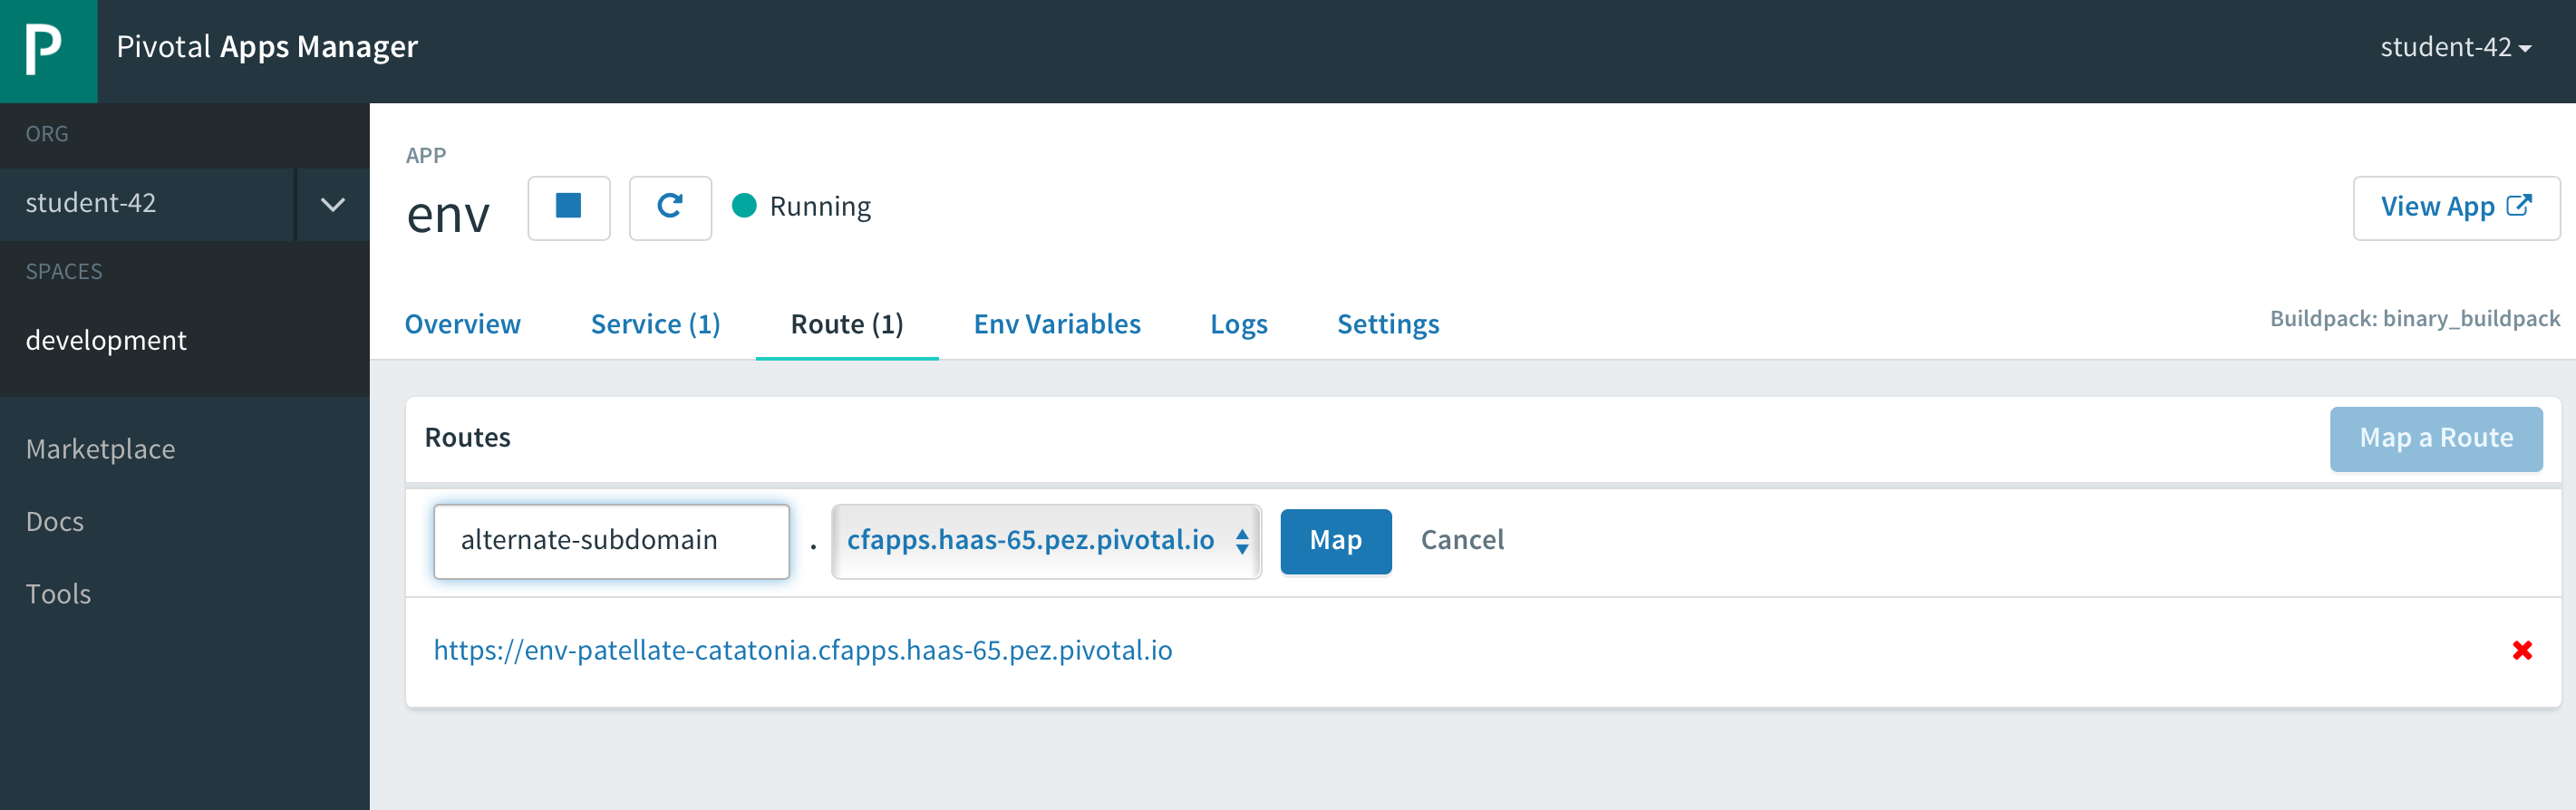 P
Pivotal Apps Manager
student-42
ORG
student-42
SPACES
development
Marketplace
Docs
Tools
APP
env
Running
View App
Overview
Service (1)
Route (1)
Env Variables
Logs
Settings
Buildpack: binary_buildpack
Routes
Map a Route
alternate-subdomain . cfapps.haas-65.pez.pivotal.io
Map
Cancel
https://env-patellate-catatonia.cfapps.haas-65.pez.pivotal.io